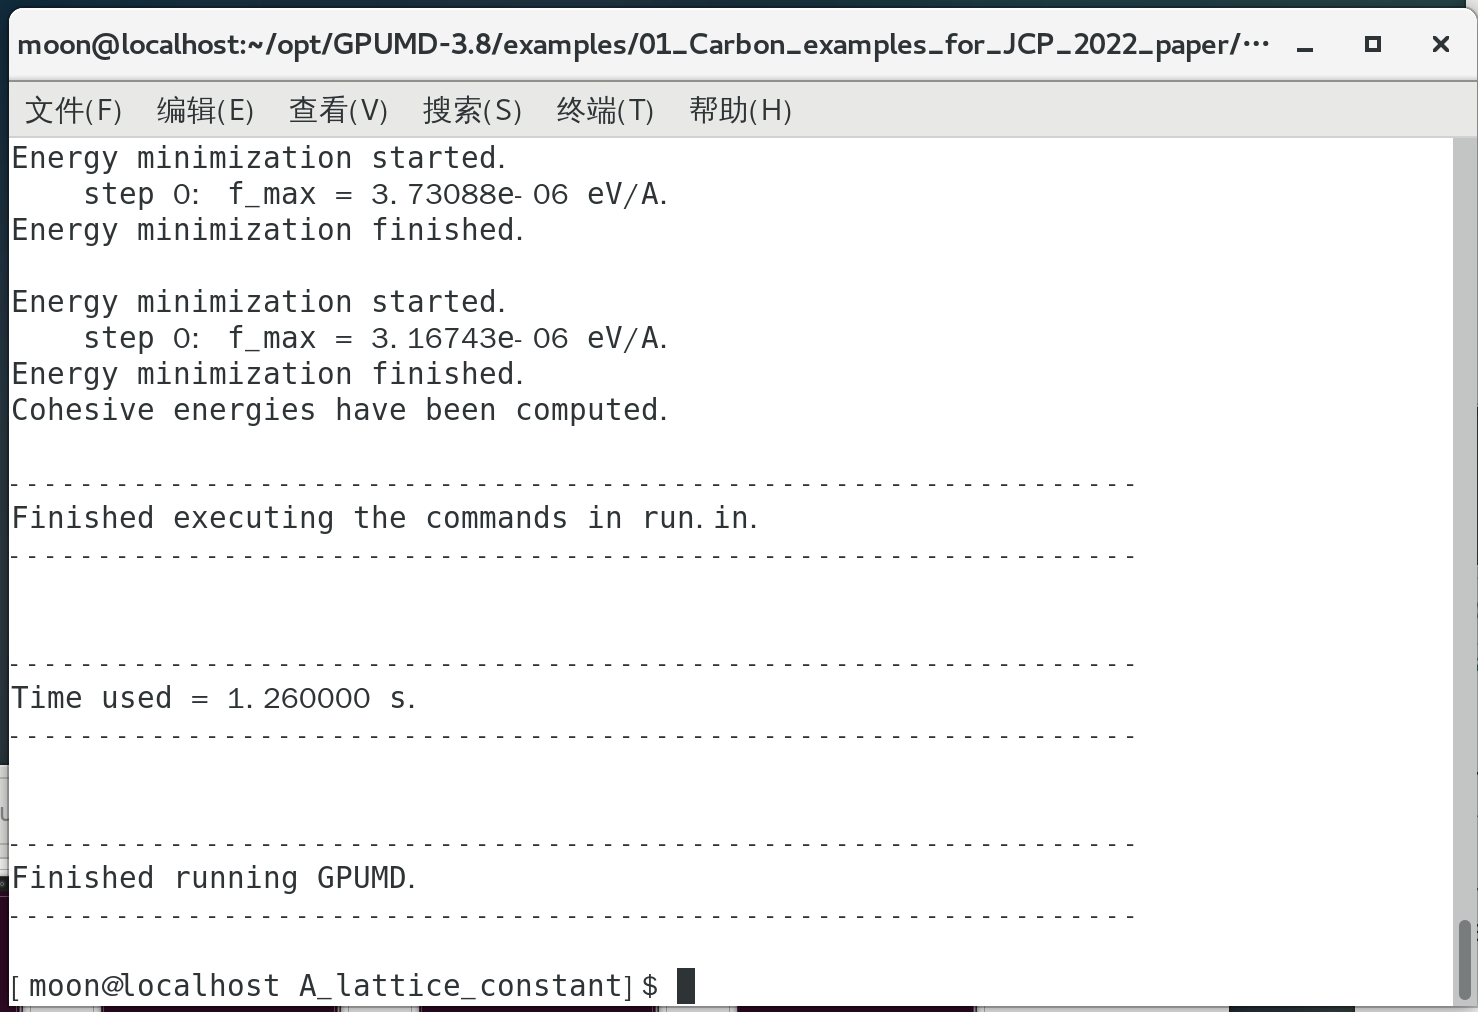 moon@localhost:~/opt/GPUMD-3.8/examples/01_Carbon_examples_for_JCP_2022_paper/···
文件(F) 编辑(E) 查看(V) 搜索(S) 终端(T) 帮助(H)
Energy minimization started.
step 0: f_max = 3.73088e-06 eV/A.
Energy minimization finished.
Energy minimization started.
step 0: f_max = 3.16743e-06 eV/A.
Energy minimization finished.
Cohesive energies have been computed.
---------------------------------------------------------------
Finished executing the commands in run.in.
---------------------------------------------------------------
---------------------------------------------------------------
Time used = 1.260000 s.
---------------------------------------------------------------
---------------------------------------------------------------
Finished running GPUMD.
---------------------------------------------------------------
[moon@localhost A_lattice_constant]$